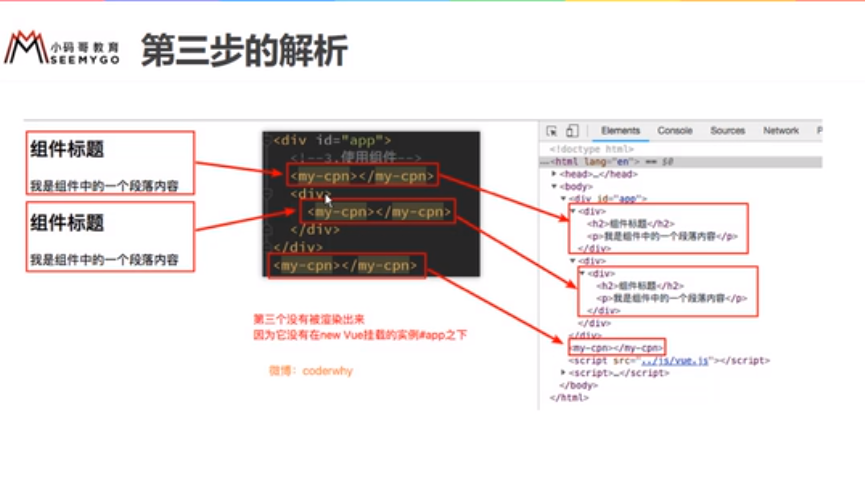 小码哥教育
SEEMYGO
第三步的解析
组件标题
我是组件中的一个段落内容
组件标题
我是组件中的一个段落内容
<div id="app">
<!--3.使用组件-->
<my-cpn></my-cpn>
<div>
<my-cpn></my-cpn>
</div>
</div>
<my-cpn></my-cpn>
第三个没有被渲染出来
因为它没有在new Vue挂载的实例#app之下
微博：coderwhy
Elements Console Sources Network P
<!doctype html>
…<html lang="en"> == $0
<head>…</head>
<body>
<div id="app">
<div>
<h2>组件标题</h2>
<p>我是组件中的一个段落内容</p>
</div>
<div>
<div>
<h2>组件标题</h2>
<p>我是组件中的一个段落内容</p>
</div>
</div>
</div>
<my-cpn></my-cpn>
<script src="../js/vue.js"></script>
<script>…</script>
</body>
</html>